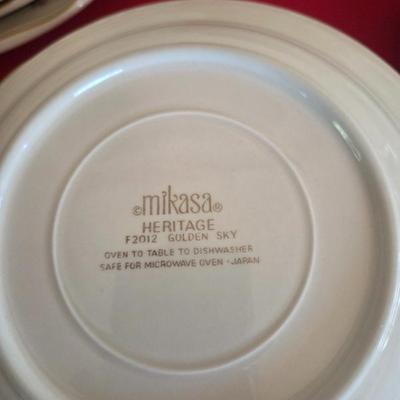 ©mikasa®
HERITAGE
F2012 GOLDEN SKY
OVEN TO TABLE TO DISHWASHER
SAFE FOR MICROWAVE OVEN - JAPAN